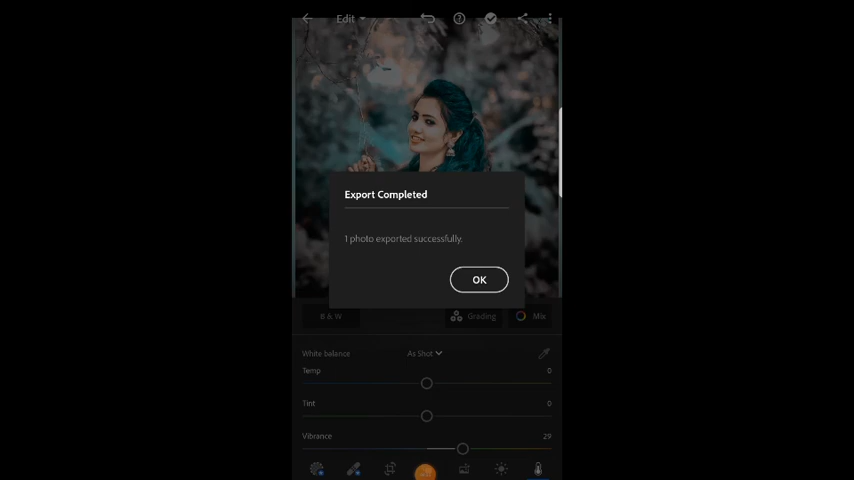 Edit
Export Completed
1 photo exported successfully.
OK
B & W
Grading
Mix
White balance
As Shot
Temp
0
Tint
0
Vibrance
29